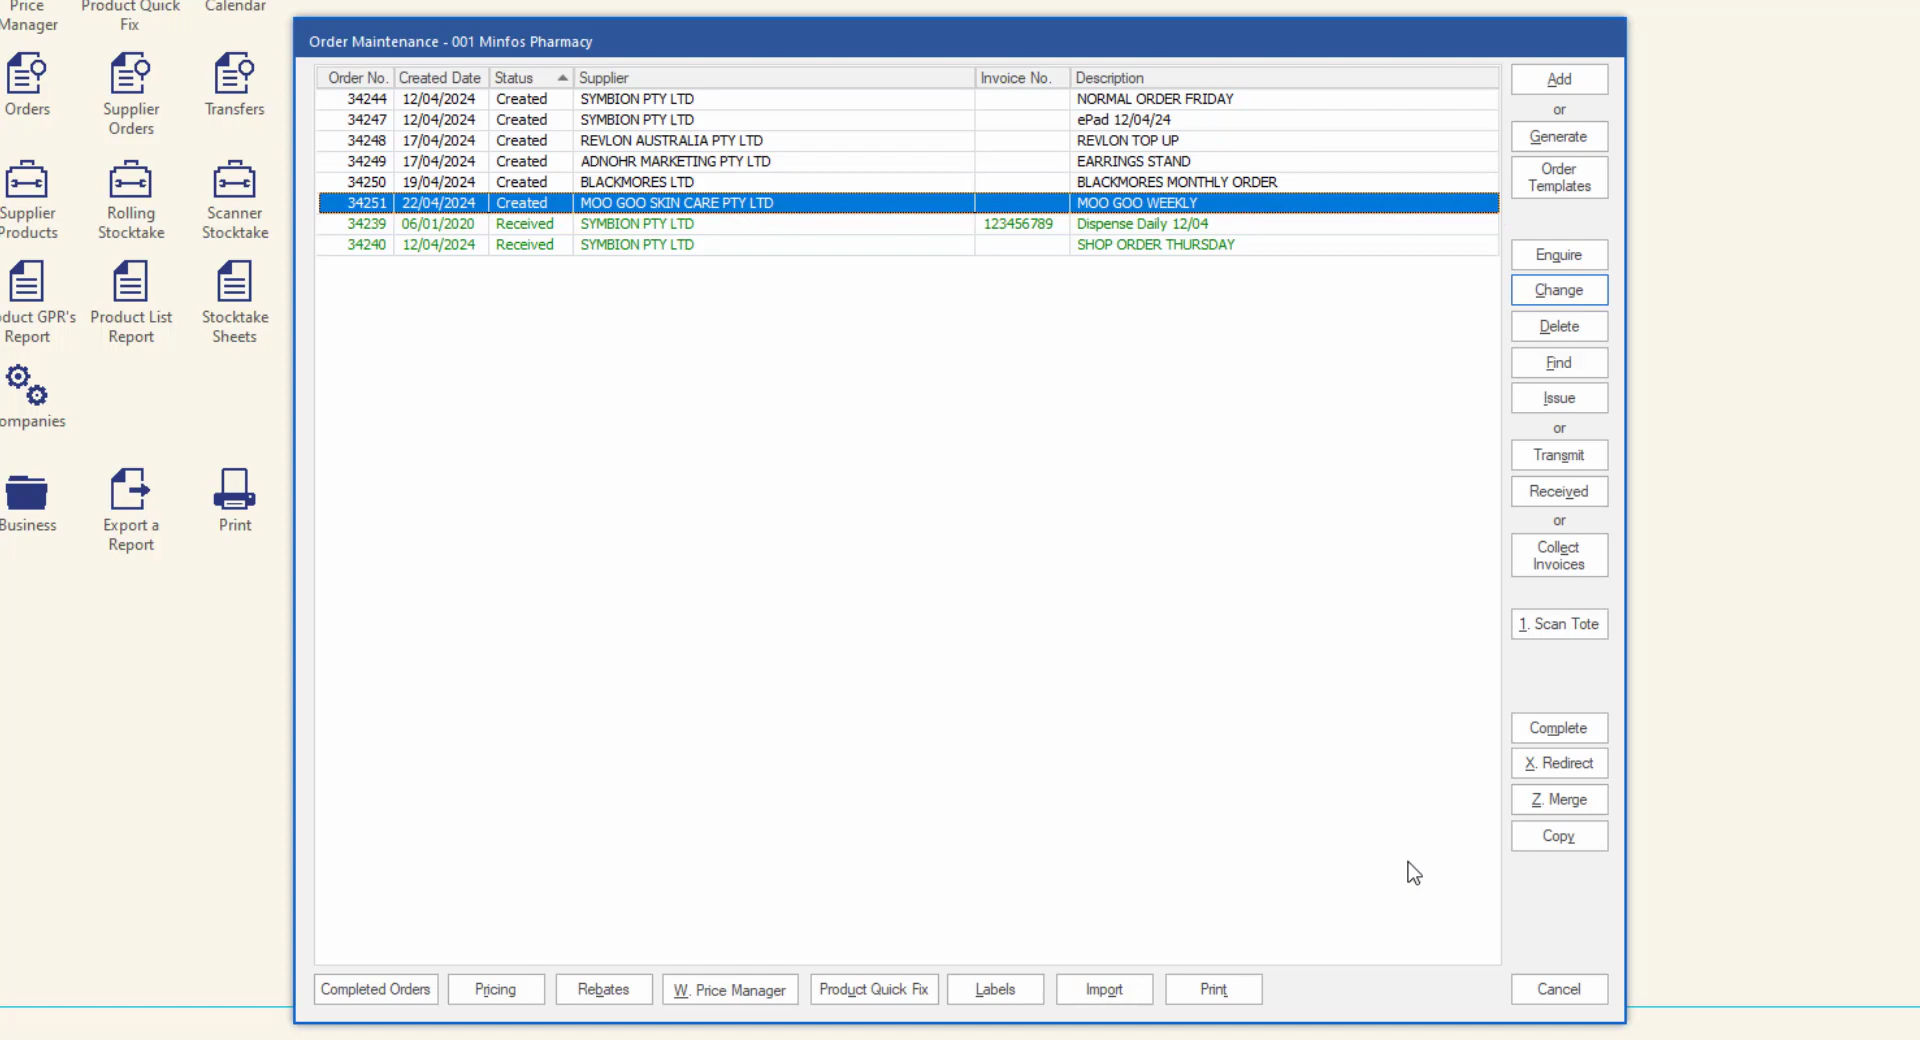 Price
Manager
Product Quick
Fix
Calendar
Orders
Supplier
Orders
Transfers
Supplier
Products
Rolling
Stocktake
Scanner
Stocktake
duct GPR's
Report
Product List
Report
Stocktake
Sheets
ompanies
Business
Export a
Report
Print
Order Maintenance - 001 Minfos Pharmacy
Order No. Created Date Status Supplier Invoice No. Description
34244 12/04/2024 Created SYMBION PTY LTD NORMAL ORDER FRIDAY
34247 12/04/2024 Created SYMBION PTY LTD ePad 12/04/24
34248 17/04/2024 Created REVLON AUSTRALIA PTY LTD REVLON TOP UP
34249 17/04/2024 Created ADNOHR MARKETING PTY LTD EARRINGS STAND
34250 19/04/2024 Created BLACKMORES LTD BLACKMORES MONTHLY ORDER
34251 22/04/2024 Created MOO GOO SKIN CARE PTY LTD MOO GOO WEEKLY
34239 06/01/2020 Received SYMBION PTY LTD 123456789 Dispense Daily 12/04
34240 12/04/2024 Received SYMBION PTY LTD SHOP ORDER THURSDAY
Add
or
Generate
Order
Templates
Enquire
Change
Delete
Find
Issue
or
Transmit
Received
or
Collect
Invoices
1. Scan Tote
Complete
X. Redirect
Z. Merge
Copy
Completed Orders Pricing Rebates W. Price Manager Product Quick Fix Labels Import Print Cancel